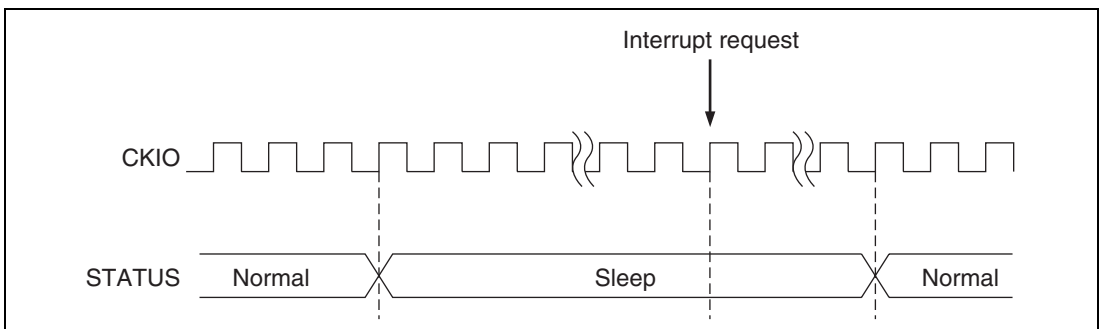 Interrupt request
CKIO
STATUS
Normal
Sleep
Normal